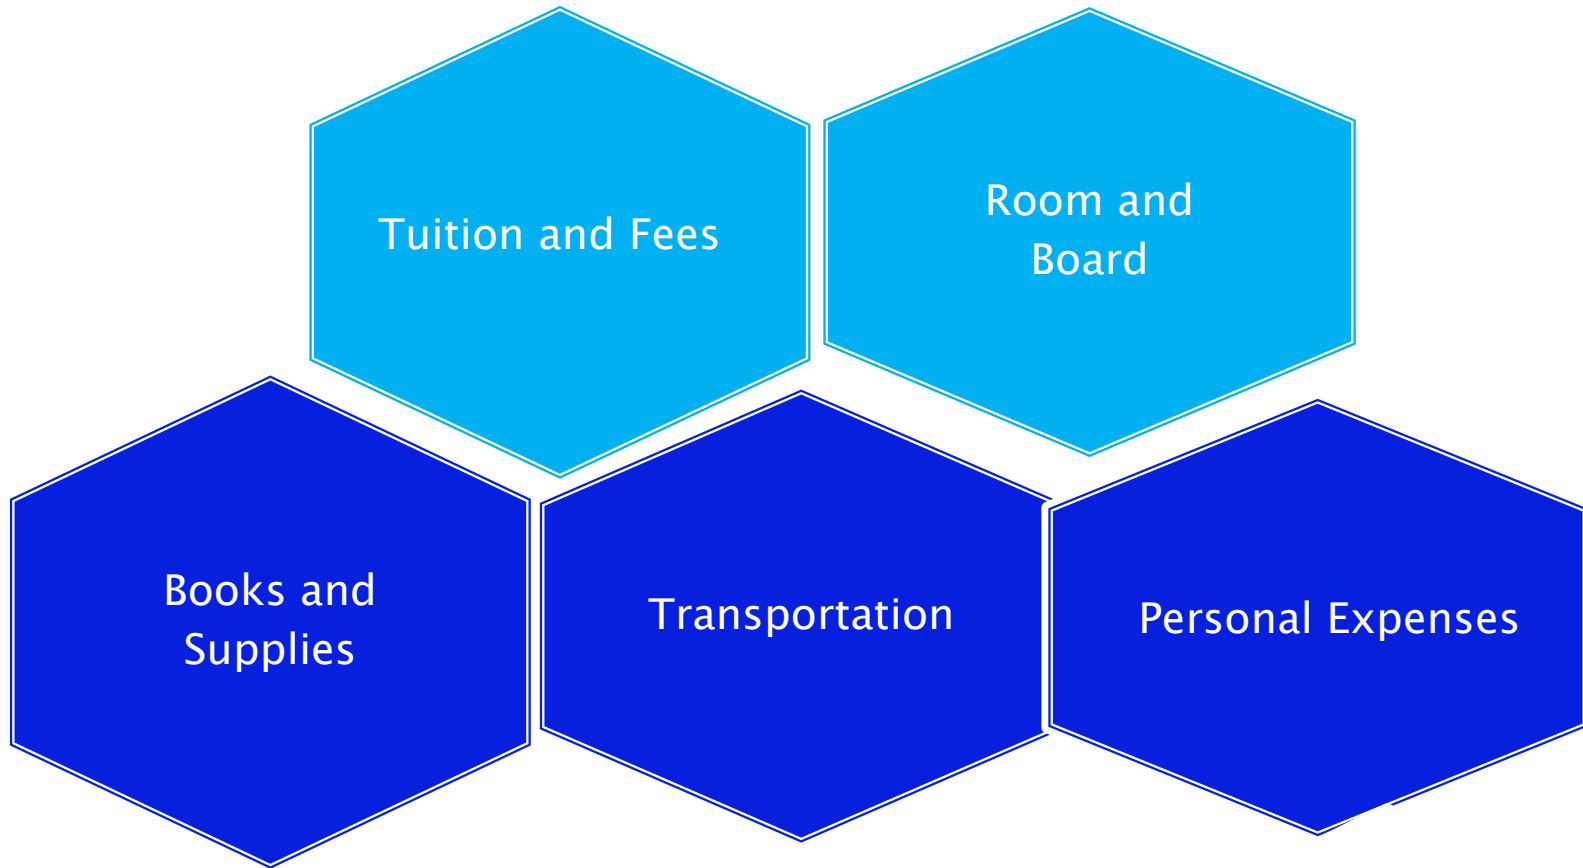 Tuition and Fees
Room and
Board
Books and
Supplies
Transportation
Personal Expenses